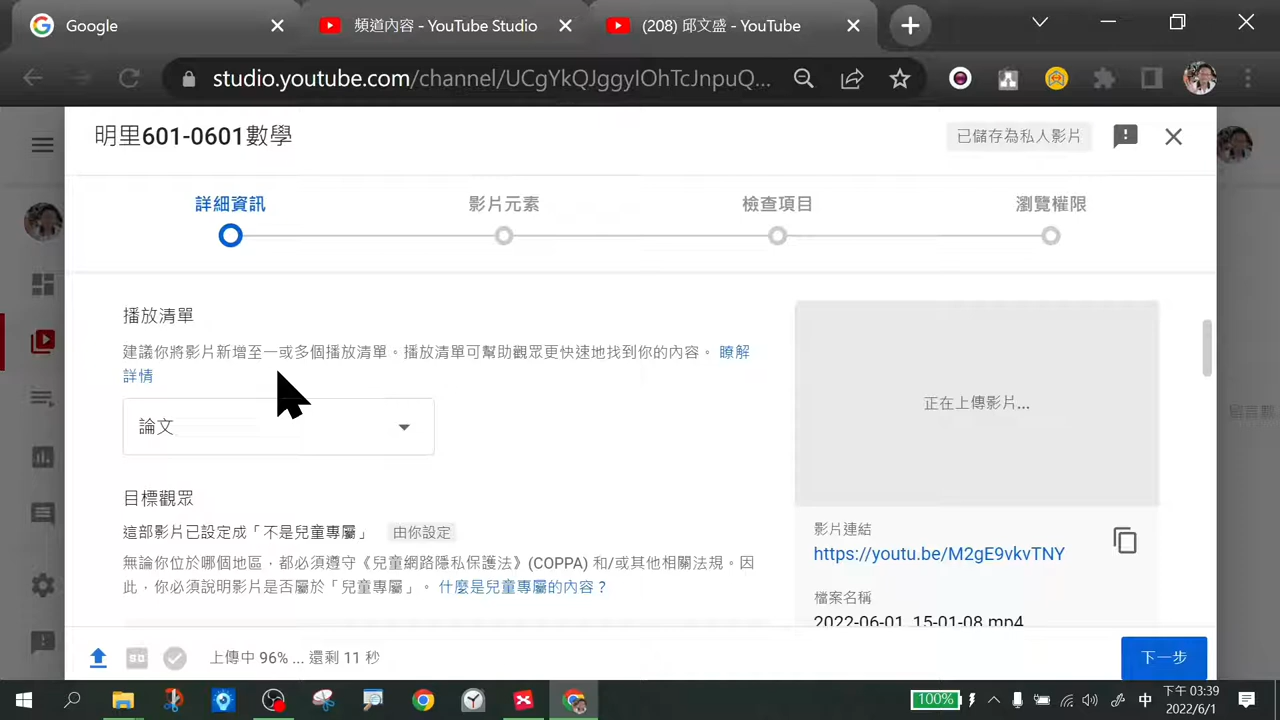 Google
頻道內容 - YouTube Studio
(208) 邱文盛 - YouTube
studio.youtube.com/channel/UCgYkQJggyIOhTcJnpuQ...
明里601-0601數學
已儲存為私人影片
詳細資訊
影片元素
檢查項目
瀏覽權限
播放清單
建議你將影片新增至一或多個播放清單。播放清單可幫助觀眾更快速地找到你的內容。 瞭解
詳情
論文
正在上傳影片...
目標觀眾
這部影片已設定成「不是兒童專屬」 由你設定
無論你位於哪個地區，都必須遵守《兒童網路隱私保護法》(COPPA) 和/或其他相關法規。因
此，你必須說明影片是否屬於「兒童專屬」。 什麼是兒童專屬的內容？
影片連結
https://youtu.be/M2gE9vkvTNY
檔案名稱
2022-06-01_15-01-08.mp4
SD
上傳中 96% ... 還剩 11 秒
下一步
100%
中
下午 03:39
2022/6/1